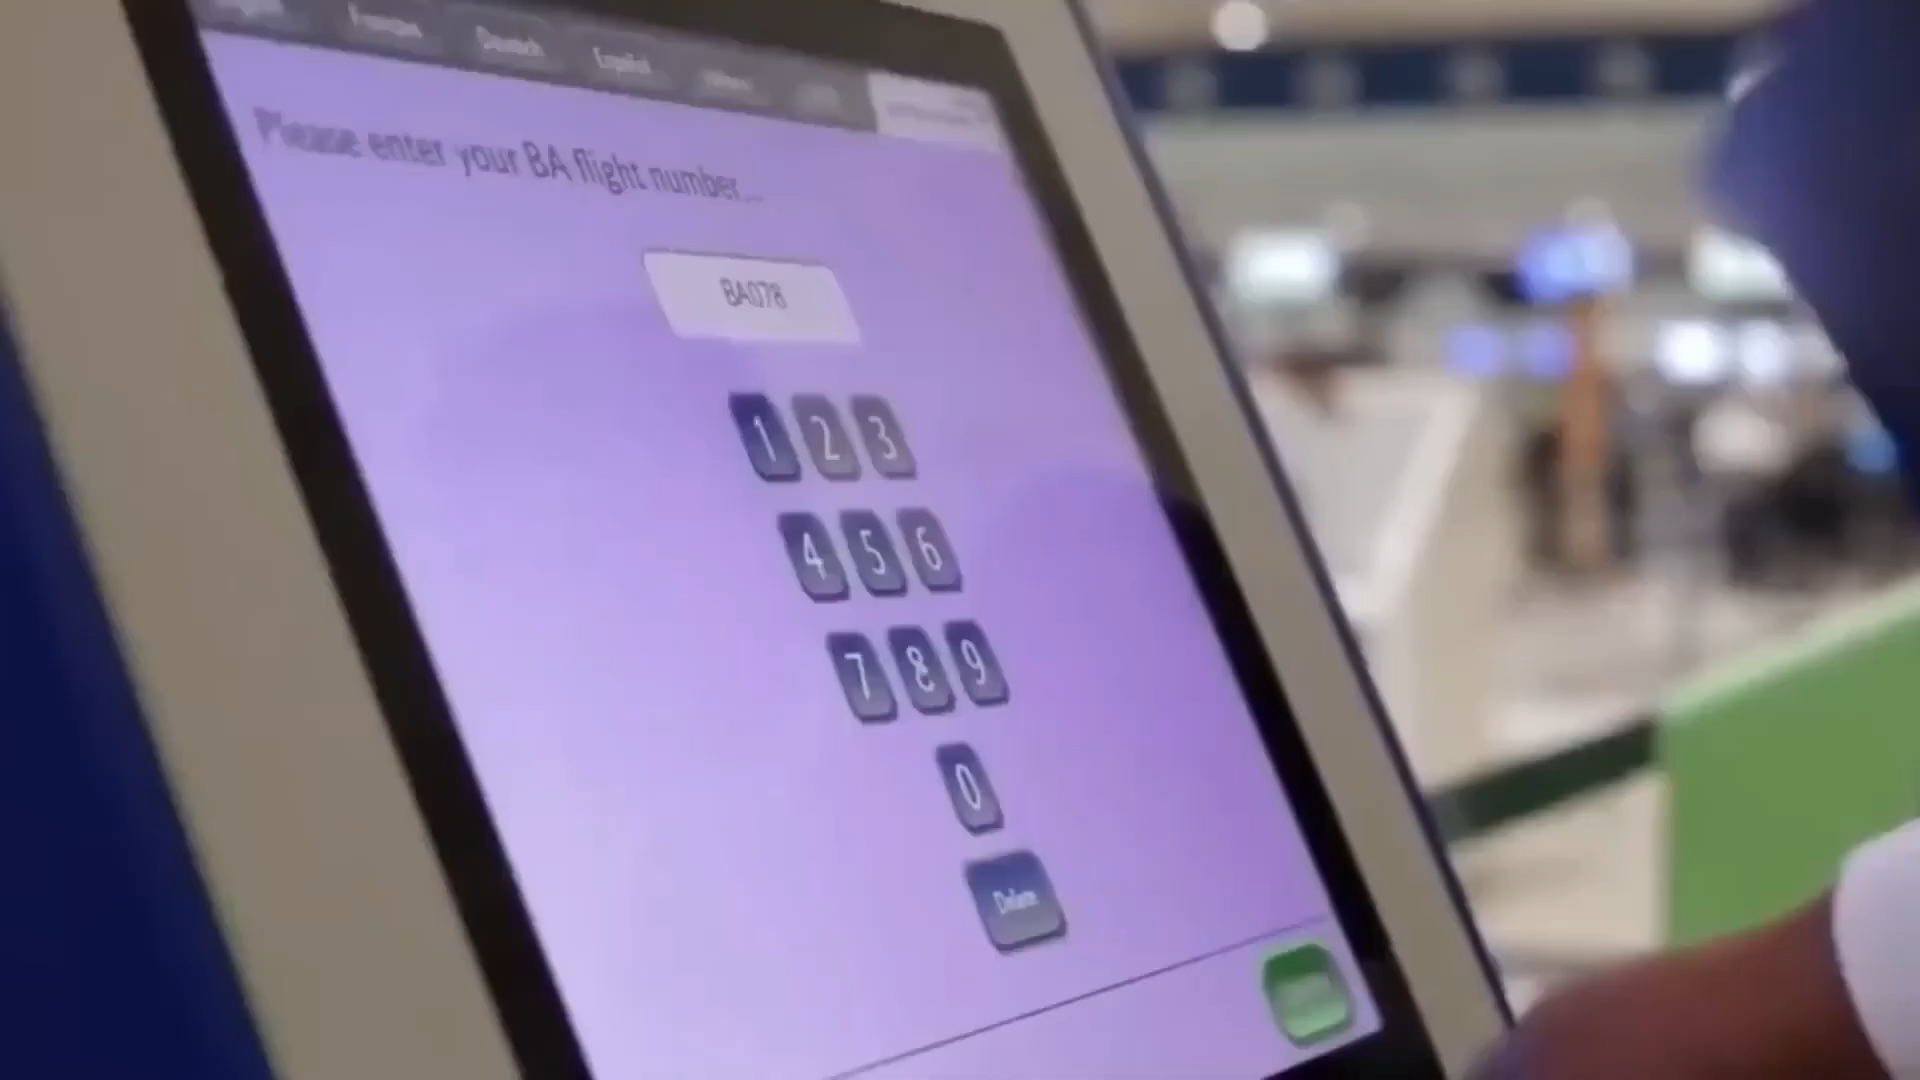 Français Deutsch Español
Please enter your BA flight number...
BA078
1 2 3
4 5 6
7 8 9
0
Delete